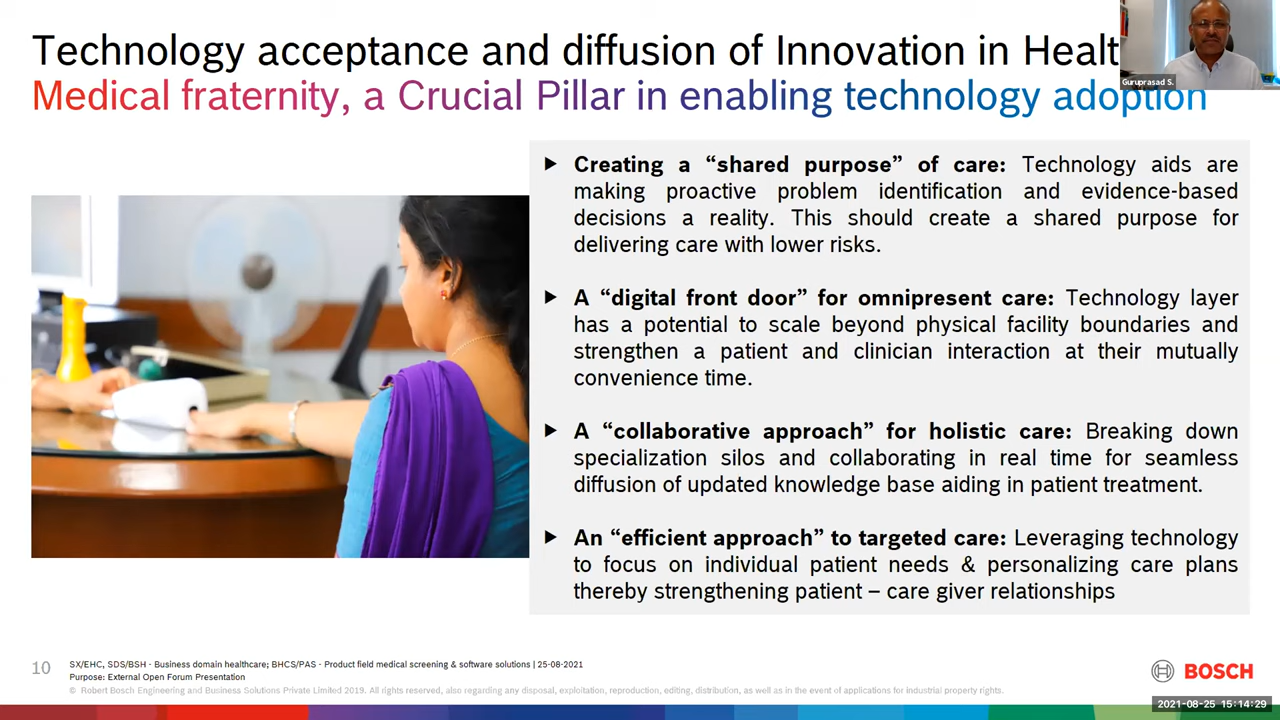 Technology acceptance and diffusion of Innovation in Healt
Medical fraternity, a Crucial Pillar in enabling technology adoption
Guruprasad S.
► Creating a “shared purpose” of care: Technology aids are
making proactive problem identification and evidence-based
decisions a reality. This should create a shared purpose for
delivering care with lower risks.
► A “digital front door” for omnipresent care: Technology layer
has a potential to scale beyond physical facility boundaries and
strengthen a patient and clinician interaction at their mutually
convenience time.
► A “collaborative approach” for holistic care: Breaking down
specialization silos and collaborating in real time for seamless
diffusion of updated knowledge base aiding in patient treatment.
► An “efficient approach” to targeted care: Leveraging technology
to focus on individual patient needs & personalizing care plans
thereby strengthening patient – care giver relationships
10
SX/EHC, SDS/BSH - Business domain healthcare; BHCS/PAS - Product field medical screening & software solutions | 25-08-2021
Purpose: External Open Forum Presentation
© Robert Bosch Engineering and Business Solutions Private Limited 2019. All rights reserved, also regarding any disposal, exploitation, reproduction, editing, distribution, as well as in the event of applications for industrial property rights.
BOSCH
2021-08-25 15:14:29